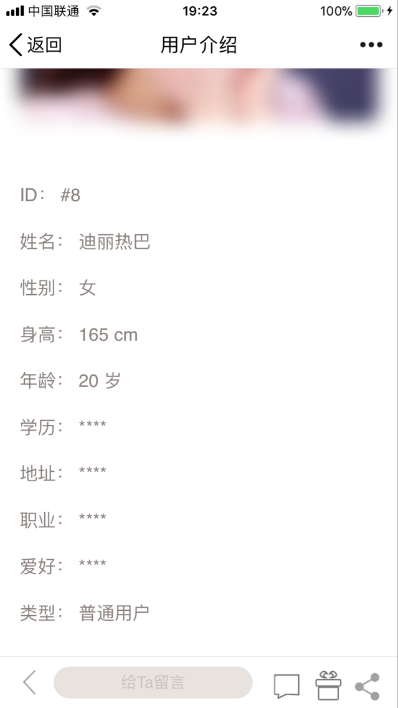 中国联通 19:23 100%
返回 用户介绍
ID： #8
姓名： 迪丽热巴
性别： 女
身高： 165 cm
年龄： 20 岁
学历： ****
地址： ****
职业： ****
爱好： ****
类型： 普通用户
给Ta留言